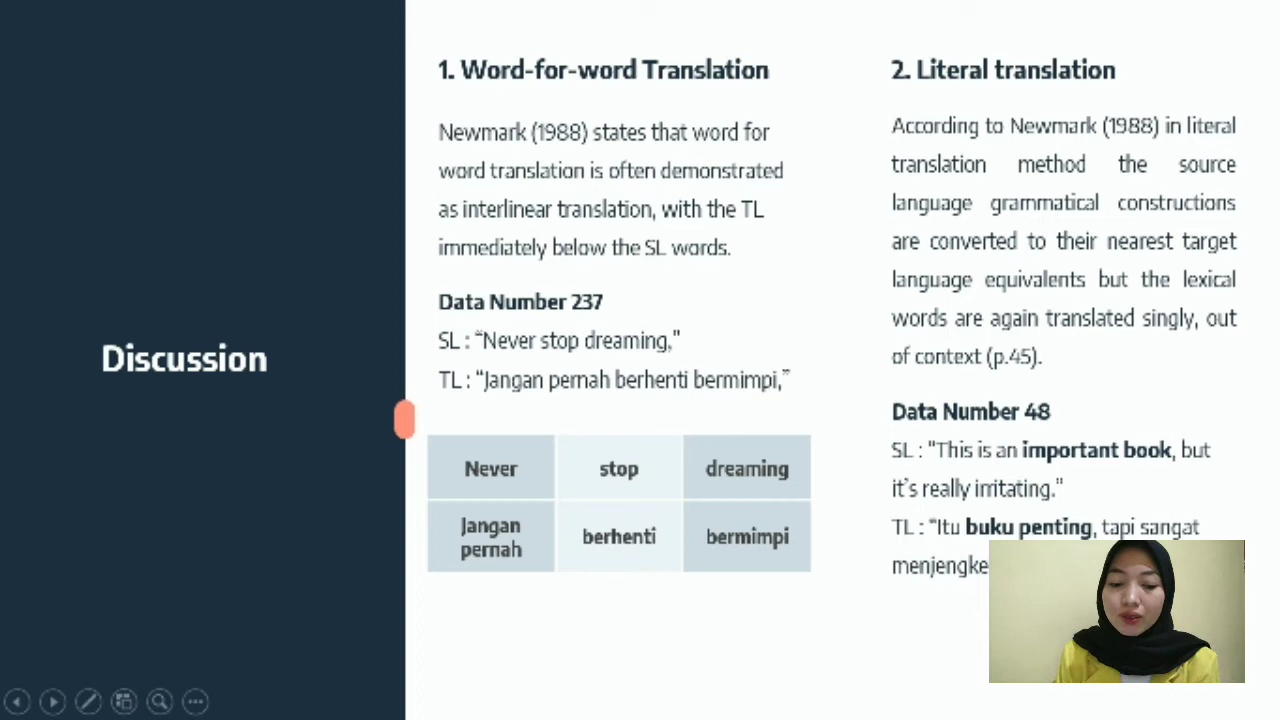 Discussion
1. Word-for-word Translation
Newmark (1988) states that word for
word translation is often demonstrated
as interlinear translation, with the TL
immediately below the SL words.
Data Number 237
SL : “Never stop dreaming,”
TL : “Jangan pernah berhenti bermimpi,”
Never stop dreaming
Jangan pernah berhenti bermimpi
2. Literal translation
According to Newmark (1988) in literal
translation method the source
language grammatical constructions
are converted to their nearest target
language equivalents but the lexical
words are again translated singly, out
of context (p.45).
Data Number 48
SL : “This is an important book, but
it’s really irritating.”
TL : “Itu buku penting, tapi sangat